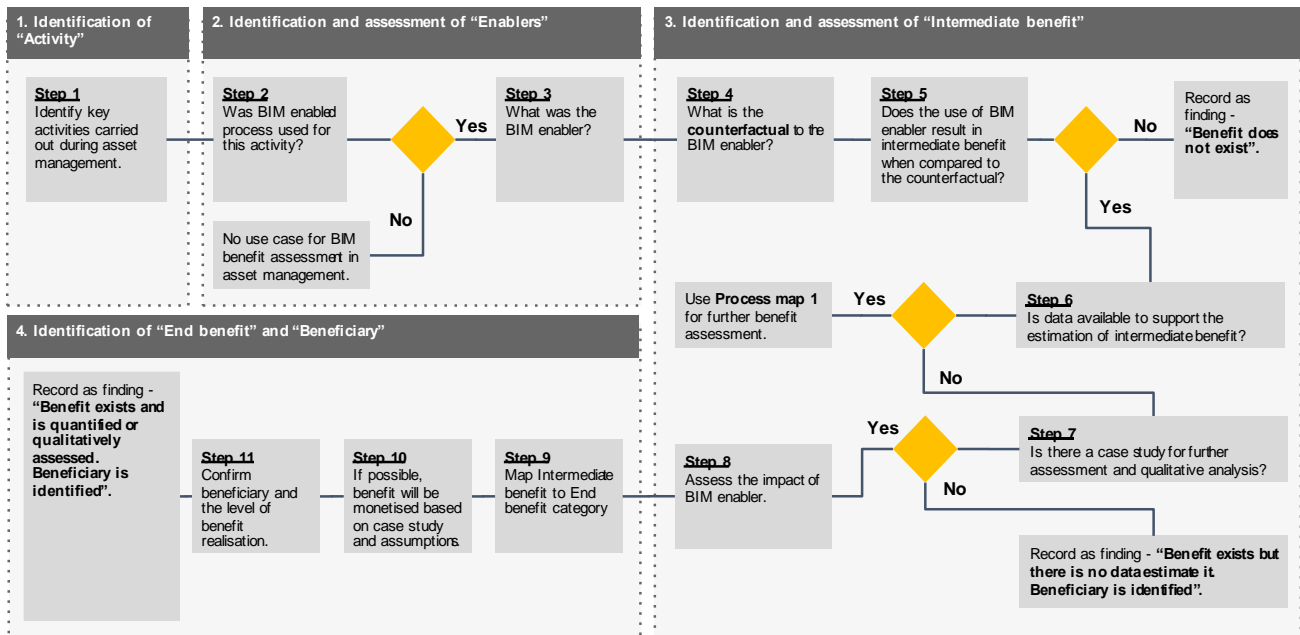 1. Identification of
“Activity”
Step 1
Identify key
activities carried
out during asset
management.
2. Identification and assessment of “Enablers”
Step 2
Was BIM enabled
process used for
this activity?
Yes
Step 3
What was the
BIM enabler?
No
No use case for BIM
benefit assessment in
asset management.
3. Identification and assessment of “Intermediate benefit”
Step 4
What is the
counterfactual to the
BIM enabler?
Step 5
Does the use of BIM
enabler result in
intermediate benefit
when compared to
the counterfactual?
No
Record as
finding -
“Benefit does
not exist”.
Yes
Step 6
Is data available to support the
estimation of intermediate benefit?
Yes
Use Process map 1
for further benefit
assessment.
No
Step 7
Is there a case study for further
assessment and qualitative analysis?
Yes
Step 8
Assess the impact of
BIM enabler.
No
Record as finding - “Benefit exists but
there is no data estimate it.
Beneficiary is identified”.
4. Identification of “End benefit” and “Beneficiary”
Step 9
Map Intermediate
benefit to End
benefit category
Step 10
If possible,
benefit will be
monetised based
on case study
and assumptions.
Step 11
Confirm
beneficiary and
the level of
benefit
realisation.
Record as finding -
“Benefit exists and
is quantified or
qualitatively
assessed.
Beneficiary is
identified”.